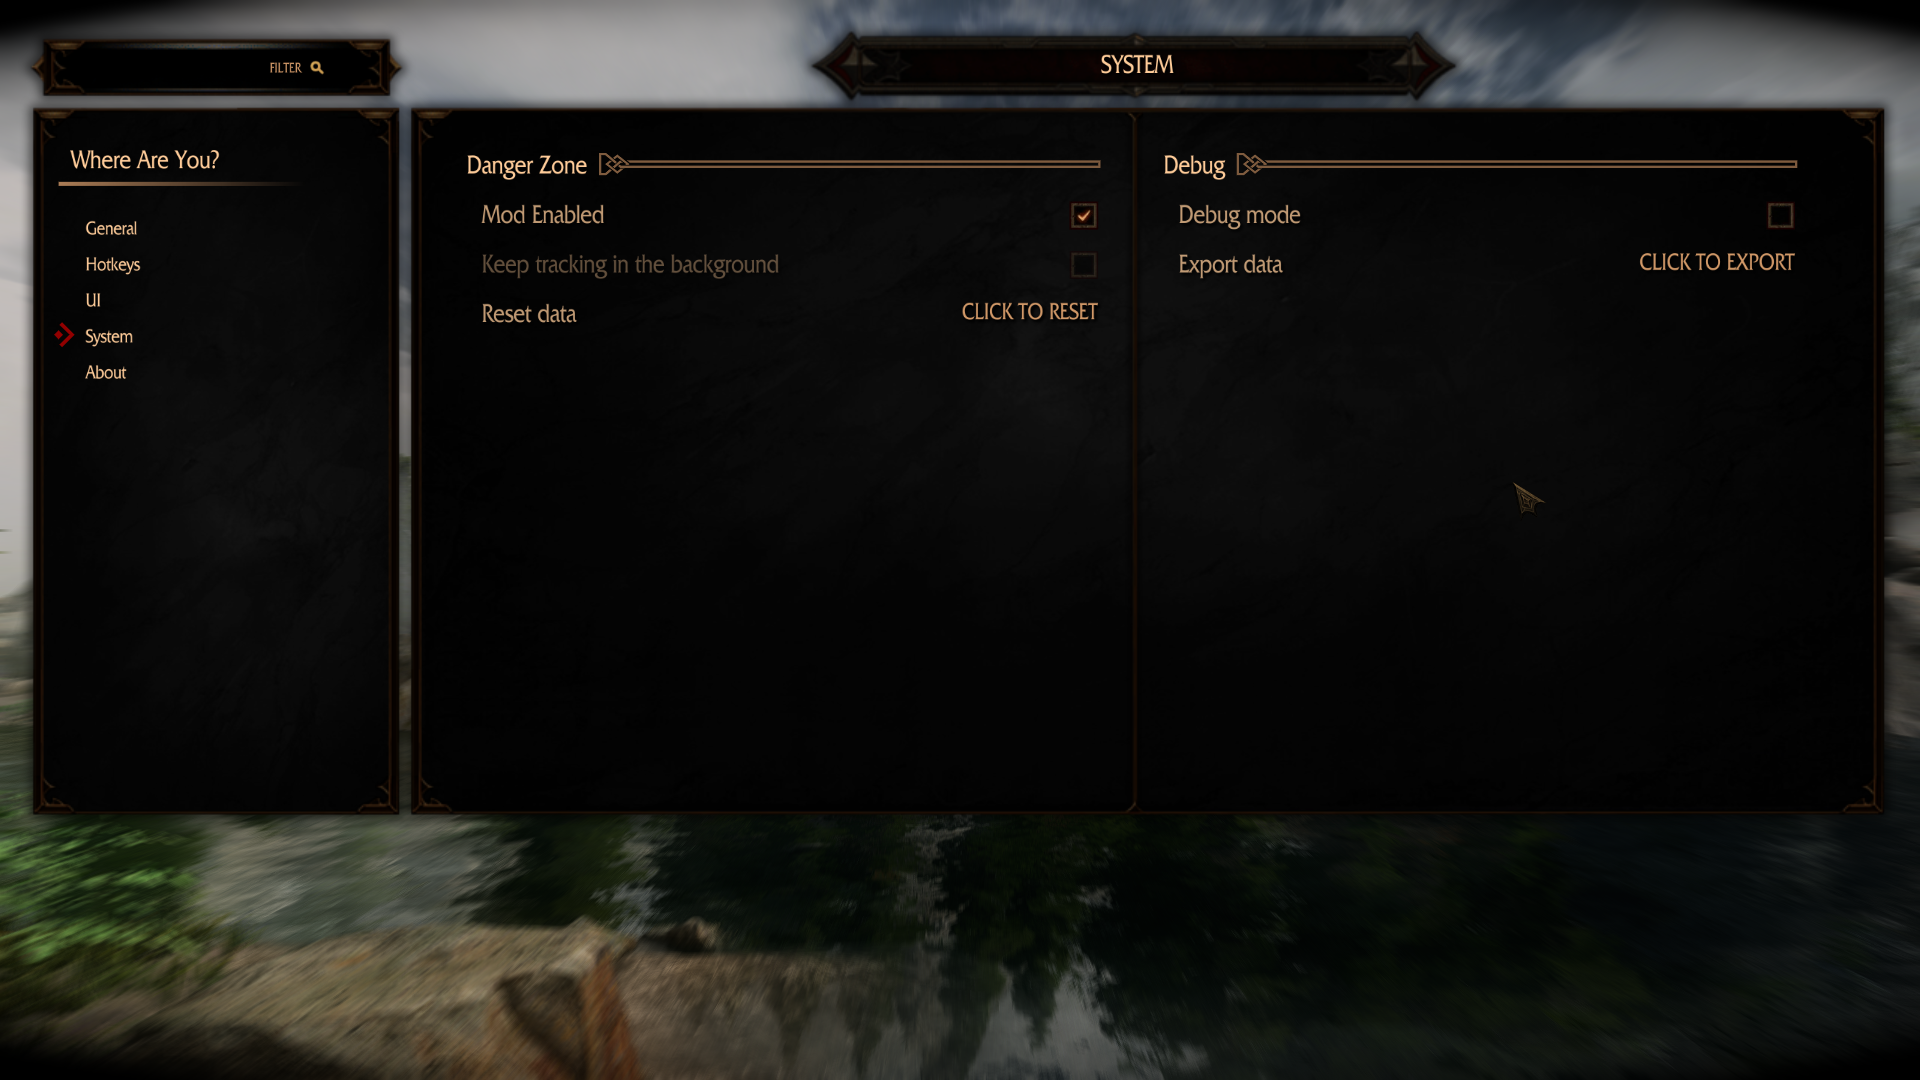 FILTER
SYSTEM
Where Are You?
General
Hotkeys
UI
System
About
Danger Zone
Mod Enabled
Keep tracking in the background
Reset data
CLICK TO RESET
Debug
Debug mode
Export data
CLICK TO EXPORT